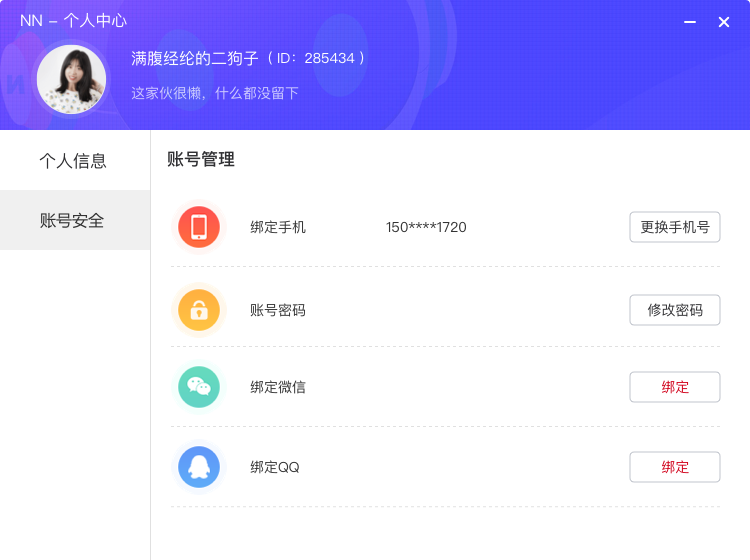 NN - 个人中心
满腹经纶的二狗子（ID：285434）
这家伙很懒，什么都没留下
个人信息
账号安全
账号管理
绑定手机 150****1720 更换手机号
账号密码 修改密码
绑定微信 绑定
绑定QQ 绑定